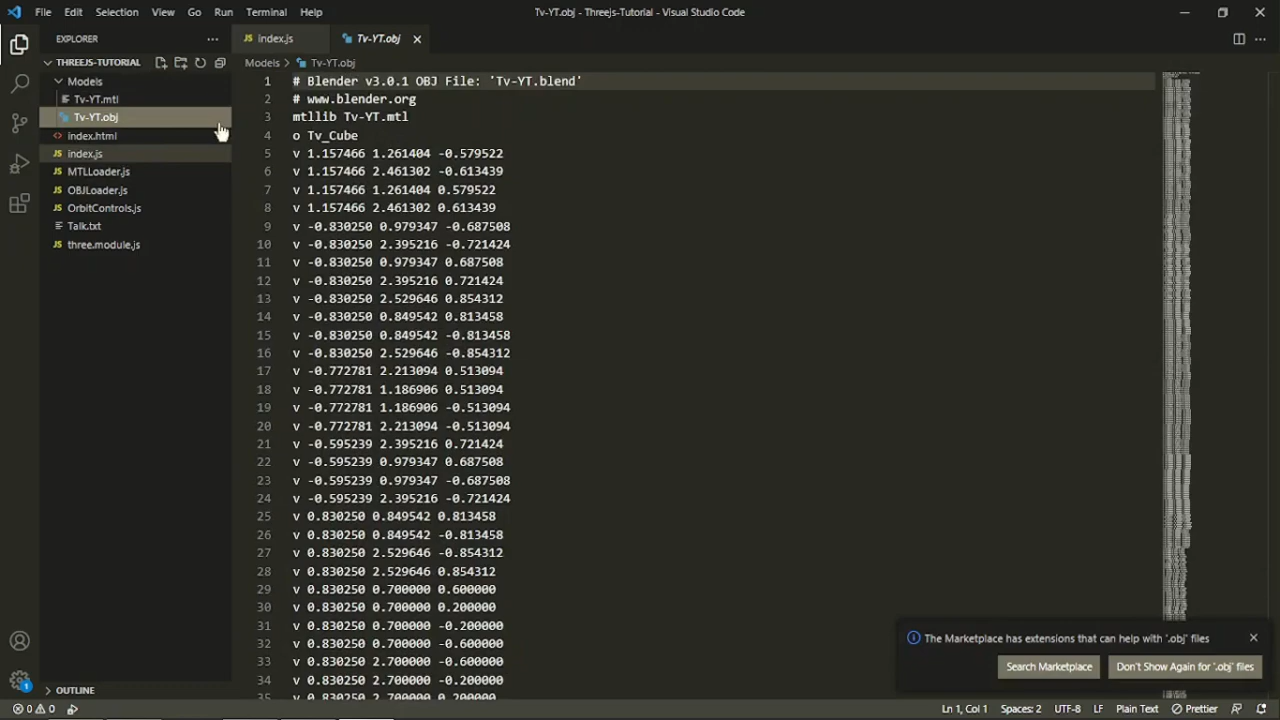 File Edit Selection View Go Run Terminal Help
Tv-YT.obj - Threejs-Tutorial - Visual Studio Code
EXPLORER
JS index.js
Tv-YT.obj
THREEJS-TUTORIAL
Models > Tv-YT.obj
Models
Tv-YT.mtl
Tv-YT.obj
<> index.html
JS index.js
JS MTLLoader.js
JS OBJLoader.js
JS OrbitControls.js
Talk.txt
JS three.module.js
1 # Blender v3.0.1 OBJ File: 'Tv-YT.blend'
2 # www.blender.org
3 mtllib Tv-YT.mtl
4 o Tv_Cube
5 v 1.157466 1.261404 -0.579522
6 v 1.157466 2.461302 -0.613439
7 v 1.157466 1.261404 0.579522
8 v 1.157466 2.461302 0.613439
9 v -0.830250 0.979347 -0.687508
10 v -0.830250 2.395216 -0.721424
11 v -0.830250 0.979347 0.687508
12 v -0.830250 2.395216 0.721424
13 v -0.830250 2.529646 0.854312
14 v -0.830250 0.849542 0.813458
15 v -0.830250 0.849542 -0.813458
16 v -0.830250 2.529646 -0.854312
17 v -0.772781 2.213094 0.513094
18 v -0.772781 1.186906 0.513094
19 v -0.772781 1.186906 -0.513094
20 v -0.772781 2.213094 -0.513094
21 v -0.595239 2.395216 0.721424
22 v -0.595239 0.979347 0.687508
23 v -0.595239 0.979347 -0.687508
24 v -0.595239 2.395216 -0.721424
25 v 0.830250 0.849542 0.813458
26 v 0.830250 0.849542 -0.813458
27 v 0.830250 2.529646 -0.854312
28 v 0.830250 2.529646 0.854312
29 v 0.830250 0.700000 0.600000
30 v 0.830250 0.700000 0.200000
31 v 0.830250 0.700000 -0.200000
32 v 0.830250 0.700000 -0.600000
33 v 0.830250 2.700000 -0.600000
34 v 0.830250 2.700000 -0.200000
35 v 0.830250 2.700000 0.200000
The Marketplace has extensions that can help with '.obj' files
Search Marketplace
Don't Show Again for '.obj' files
OUTLINE
1
0 0
Ln 1, Col 1
Spaces: 2
UTF-8
LF
Plain Text
Prettier